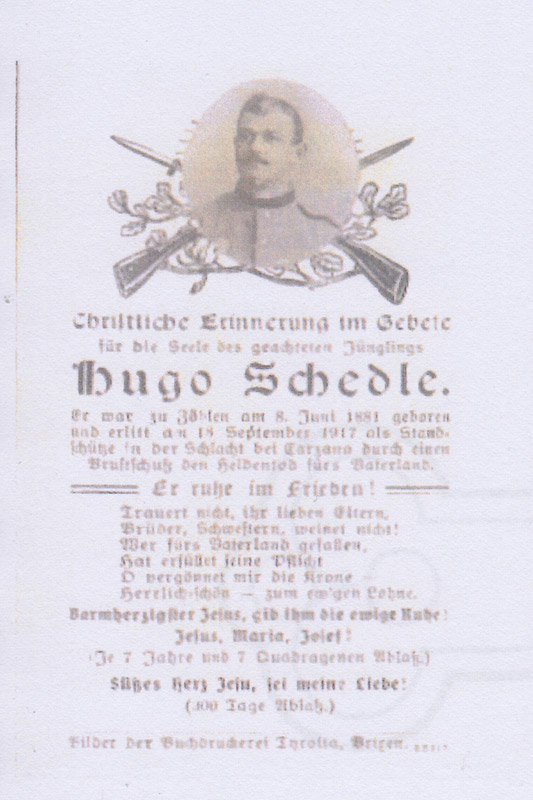 Christliche Erinnerung im Gebete
für die Seele des geachteten Jünglings
Hugo Schedle.
Er war zu Zöblen am 8. Juni 1881 geboren
und erlitt am 18 September 1917 als Stand-
schütze in der Schlacht bei Carzano durch einen
Brustschuß den Heldentod fürs Vaterland.
Er ruhe im Frieden!
Trauert nicht, ihr lieben Eltern,
Brüder, Schwestern, weinet nicht!
Wer fürs Vaterland gefallen,
Hat erfüllet seine Pflicht
O vergönnet mir die Krone
Herrlich-schön — zum ewigen Lohne.
Barmherzigster Jesus, gib ihm die ewige Ruhe!
Jesus, Maria, Josef!
(Je 7 Jahre und 7 Quadragenen Ablaß.)
Süßes Herz Jesu, sei meine Liebe!
(300 Tage Ablaß.)
Bilder der Buchdruckerei Tyrolia, Brixen.